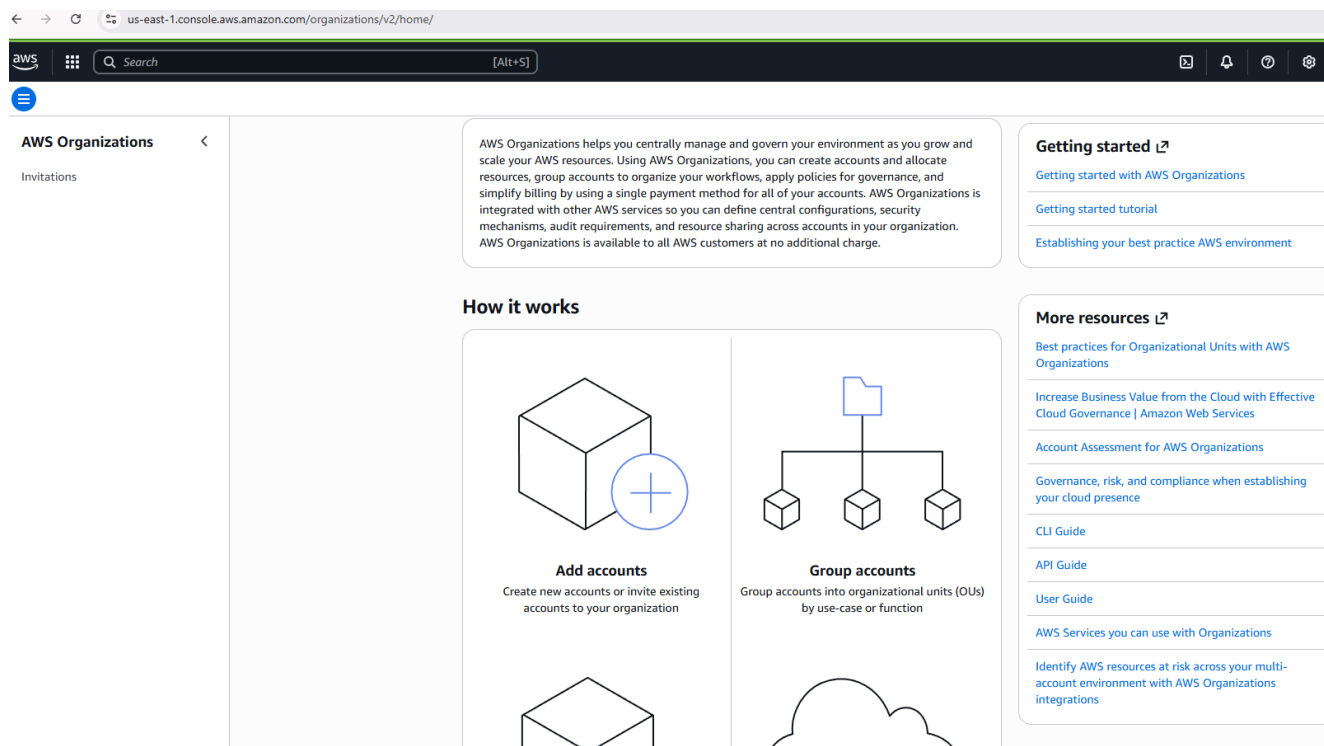 us-east-1.console.aws.amazon.com/organizations/v2/home/
aws
Search
[Alt+S]
AWS Organizations
Invitations
AWS Organizations helps you centrally manage and govern your environment as you grow and
scale your AWS resources. Using AWS Organizations, you can create accounts and allocate
resources, group accounts to organize your workflows, apply policies for governance, and
simplify billing by using a single payment method for all of your accounts. AWS Organizations is
integrated with other AWS services so you can define central configurations, security
mechanisms, audit requirements, and resource sharing across accounts in your organization.
AWS Organizations is available to all AWS customers at no additional charge.
How it works
Add accounts
Create new accounts or invite existing
accounts to your organization
Group accounts
Group accounts into organizational units (OUs)
by use-case or function
Getting started
Getting started with AWS Organizations
Getting started tutorial
Establishing your best practice AWS environment
More resources
Best practices for Organizational Units with AWS
Organizations
Increase Business Value from the Cloud with Effective
Cloud Governance | Amazon Web Services
Account Assessment for AWS Organizations
Governance, risk, and compliance when establishing
your cloud presence
CLI Guide
API Guide
User Guide
AWS Services you can use with Organizations
Identify AWS resources at risk across your multi-
account environment with AWS Organizations
integrations